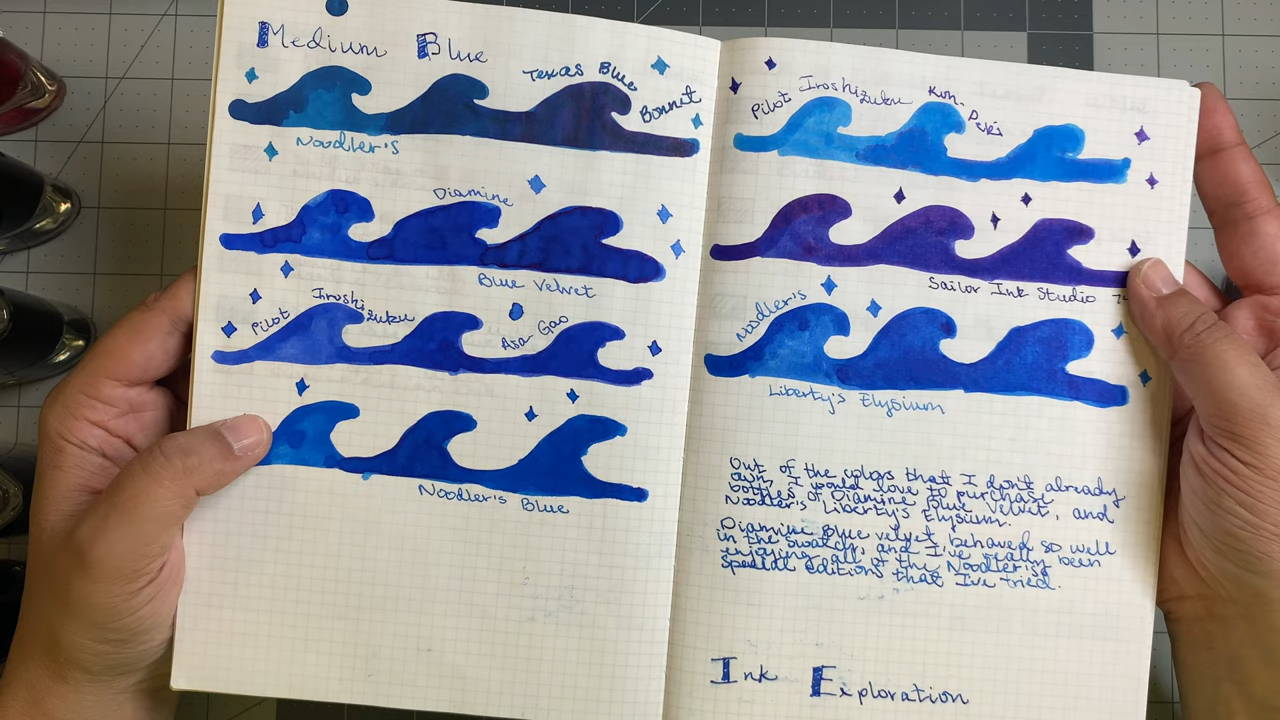 Medium Blue
Texas Blue
Bonnet
Noodler's
Diamine
Blue Velvet
Pilot Iroshizuku
Asa Gao
Noodler's Blue
Pilot Iroshizuku Kon-
Peki
Sailor Ink Studio
Noodler's
Liberty's Elysium
Out of the colors that I don't already
own, I would love to purchase
bottles of Diamine Blue Velvet, and
Noodler's Liberty's Elysium.
Diamine Blue Velvet behaved so well
in the swatch, and I've really been
enjoying all of the Noodler's
special editions that I've tried.
Ink Exploration